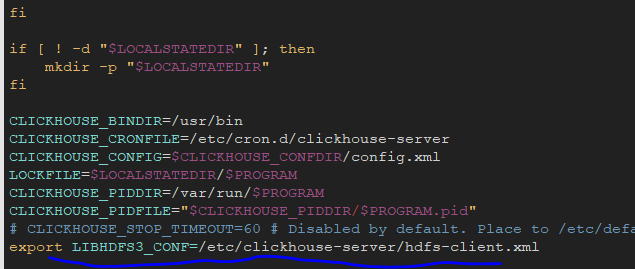 fi
if [ ! -d "$LOCALSTATEDIR" ]; then
mkdir -p "$LOCALSTATEDIR"
fi
CLICKHOUSE_BINDIR=/usr/bin
CLICKHOUSE_CRONFILE=/etc/cron.d/clickhouse-server
CLICKHOUSE_CONFIG=$CLICKHOUSE_CONFDIR/config.xml
LOCKFILE=$LOCALSTATEDIR/$PROGRAM
CLICKHOUSE_PIDDIR=/var/run/$PROGRAM
CLICKHOUSE_PIDFILE="$CLICKHOUSE_PIDDIR/$PROGRAM.pid"
# CLICKHOUSE_STOP_TIMEOUT=60 # Disabled by default. Place to /etc/defa
export LIBHDFS3_CONF=/etc/clickhouse-server/hdfs-client.xml